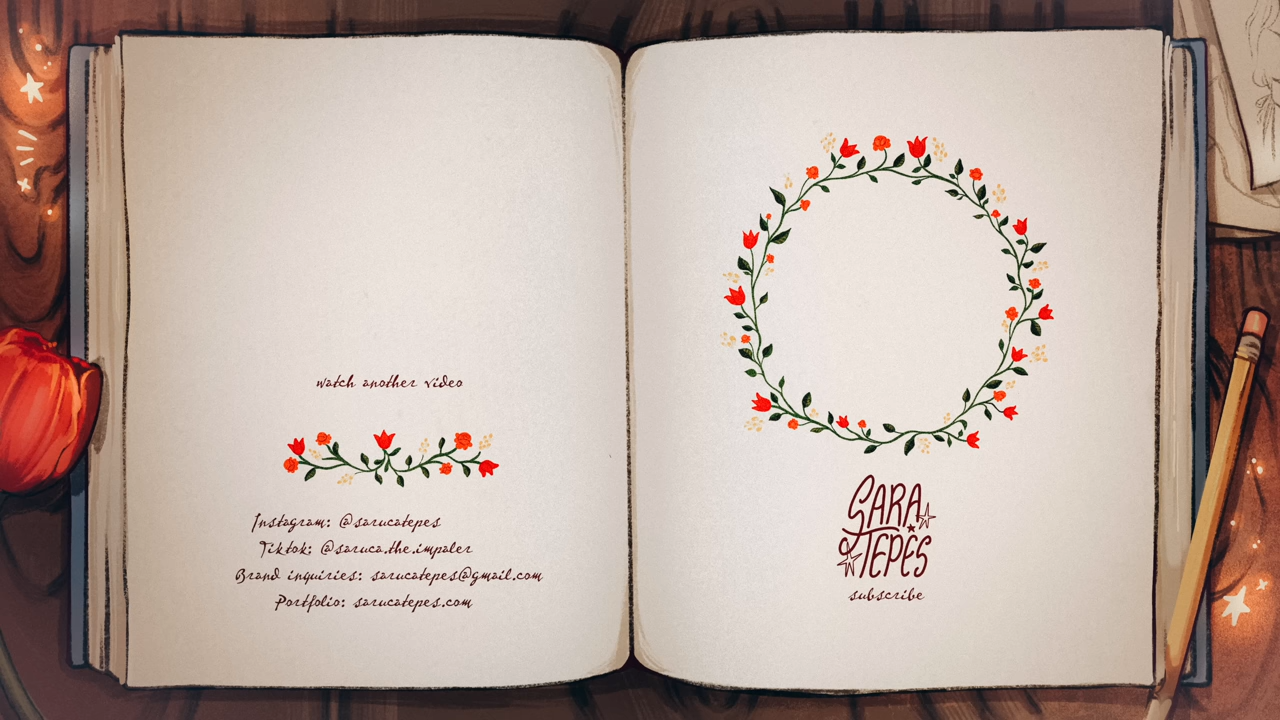 watch another video
Instagram: @sarucatepes
Tiktok: @saruca.the.impaler
Brand inquiries: sarucatepes@gmail.com
Portfolio: sarucatepes.com
SARA
TEPES
subscribe